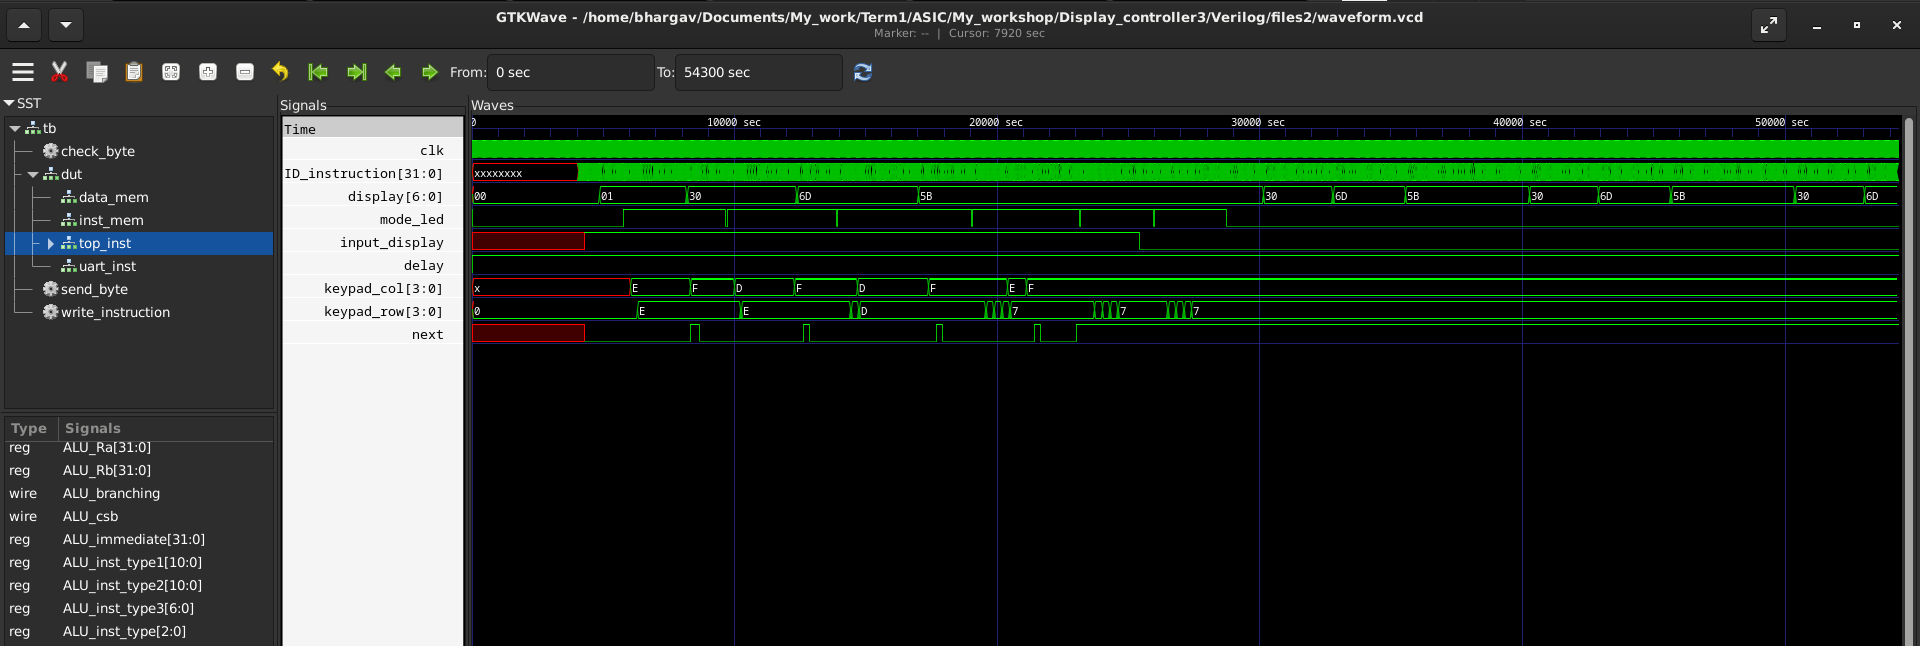 GTKWave - /home/bhargav/Documents/My_work/Term1/ASIC/My_workshop/Display_controller3/Verilog/files2/waveform.vcd
Marker: -- | Cursor: 7920 sec
From: 0 sec To: 54300 sec
SST
tb
check_byte
dut
data_mem
inst_mem
top_inst
uart_inst
send_byte
write_instruction
Type Signals
reg ALU_Ra[31:0]
reg ALU_Rb[31:0]
wire ALU_branching
wire ALU_csb
reg ALU_immediate[31:0]
reg ALU_inst_type1[10:0]
reg ALU_inst_type2[10:0]
reg ALU_inst_type3[6:0]
reg ALU_inst_type[2:0]
Signals
Time
clk
ID_instruction[31:0]
display[6:0]
mode_led
input_display
delay
keypad_col[3:0]
keypad_row[3:0]
next
Waves
0 10000 sec 20000 sec 30000 sec 40000 sec 50000 sec
xxxxxxxx
00 01 30 6D 5B 30 6D 5B 30 6D 5B 30 6D
x E F D F D F E F
0 E E D 7 7 7